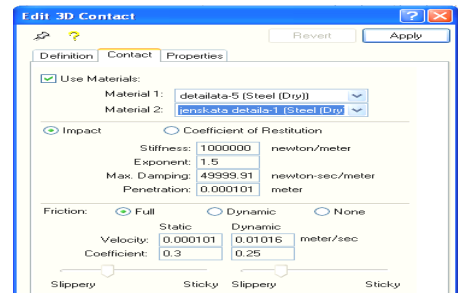 Edit 3D Contact
? Revert Apply
Definition Contact Properties
Use Materials:
Material 1: detailata-5 (Steel (Dry))
Material 2: jenskata detaila-1 (Steel (Dry
Impact Coefficient of Restitution
Stiffness: 1000000 newton/meter
Exponent: 1.5
Max. Damping: 49999.91 newton-sec/meter
Penetration: 0.000101 meter
Friction: Full Dynamic None
Static Dynamic
Velocity: 0.000101 0.01016 meter/sec
Coefficient: 0.3 0.25
Slippery Sticky Slippery Sticky